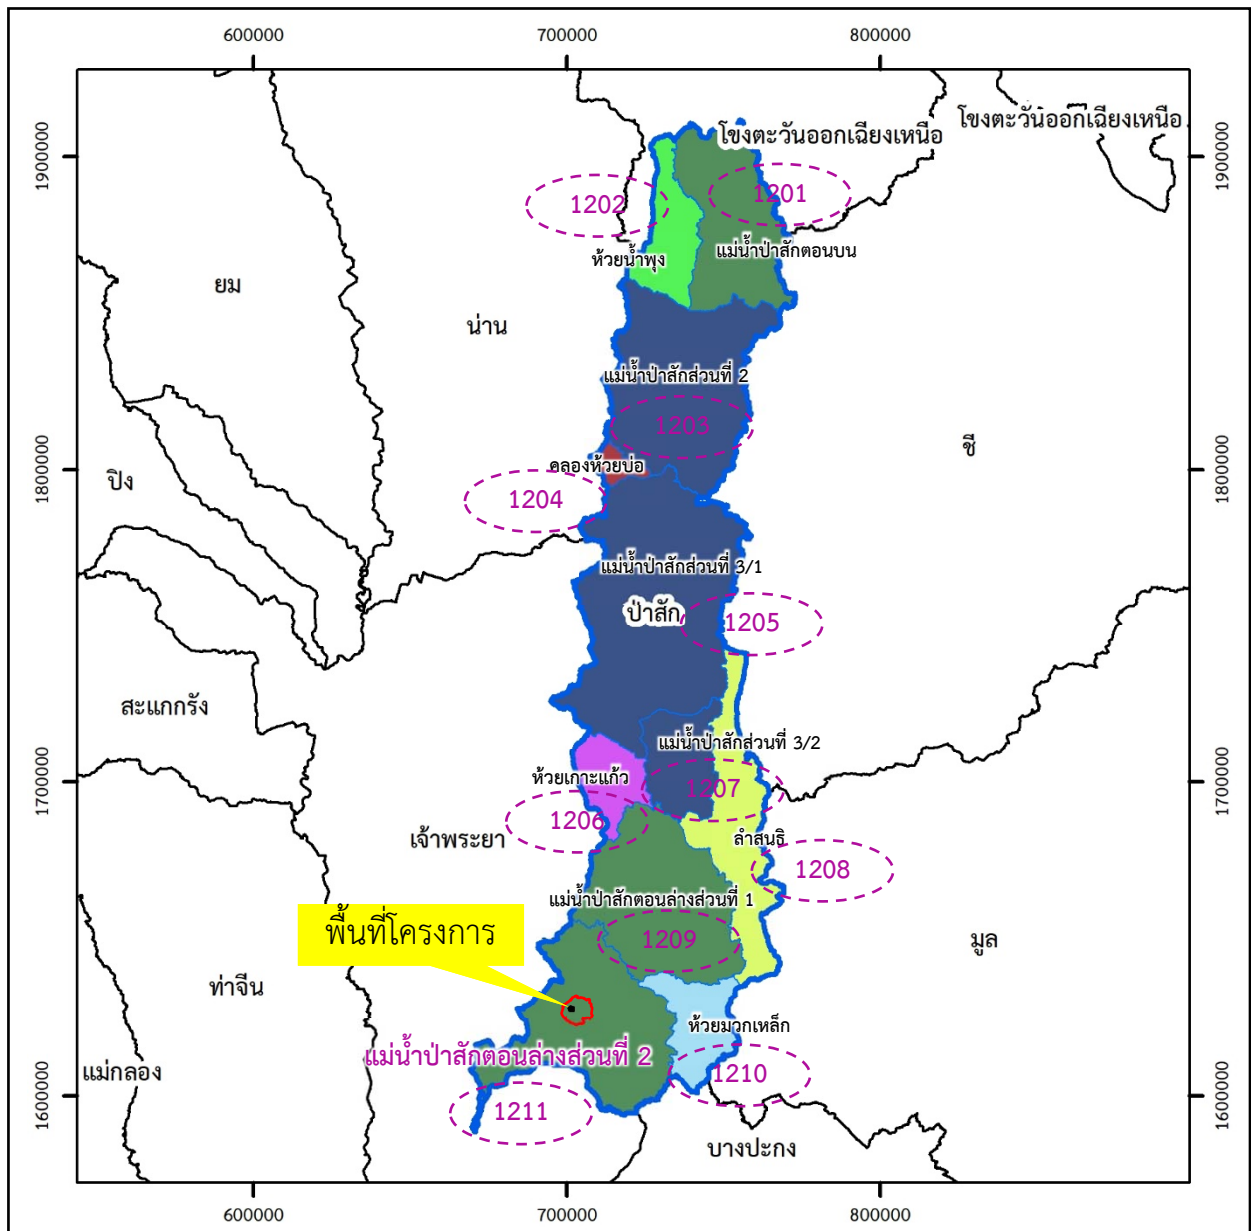 600000
700000
800000
โขงตะวันออกเฉียงเหนือ
โขงตะวันออกเฉียงเหนือ
1900000
1900000
1202
1201
แม่น้ำป่าสักตอนบน
ห้วยน้ำพุง
ยม
น่าน
แม่น้ำป่าสักส่วนที่ 2
1203
ชี
คลองห้วยบ่อ
1800000
1800000
ปิง
1204
แม่น้ำป่าสักส่วนที่ 3/1
ป่าสัก
1205
สะแกกรัง
แม่น้ำป่าสักส่วนที่ 3/2
ห้วยเกาะแก้ว
1700000
1207
1700000
1206
เจ้าพระยา
ลำสนธิ
1208
แม่น้ำป่าสักตอนล่างส่วนที่ 1
พื้นที่โครงการ
1209
มูล
ท่าจีน
ห้วยมวกเหล็ก
แม่น้ำป่าสักตอนล่างส่วนที่ 2
แม่กลอง
1210
1600000
1211
1600000
บางปะกง
600000
700000
800000